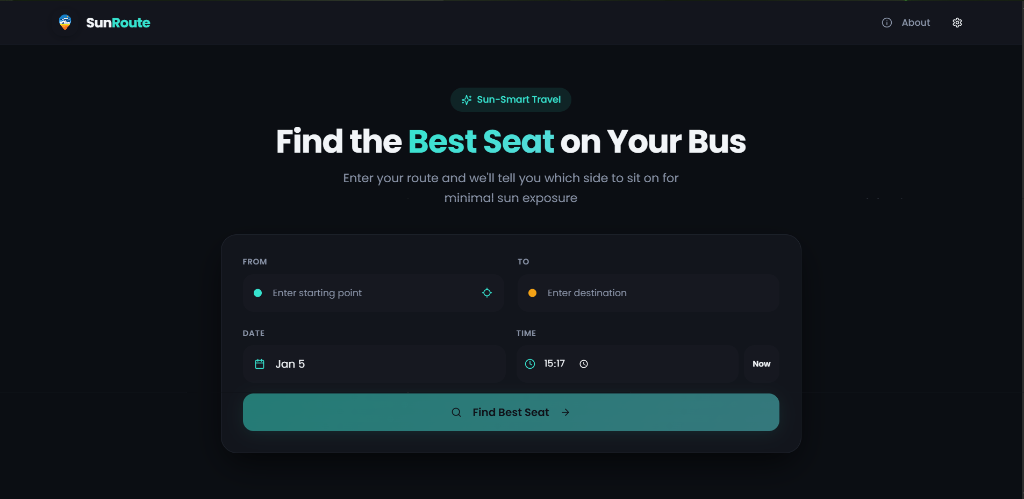 SunRoute
About
Sun-Smart Travel
Find the Best Seat on Your Bus
Enter your route and we'll tell you which side to sit on for
minimal sun exposure
FROM
TO
Enter starting point
Enter destination
DATE
TIME
Jan 5
15:17
Now
Find Best Seat